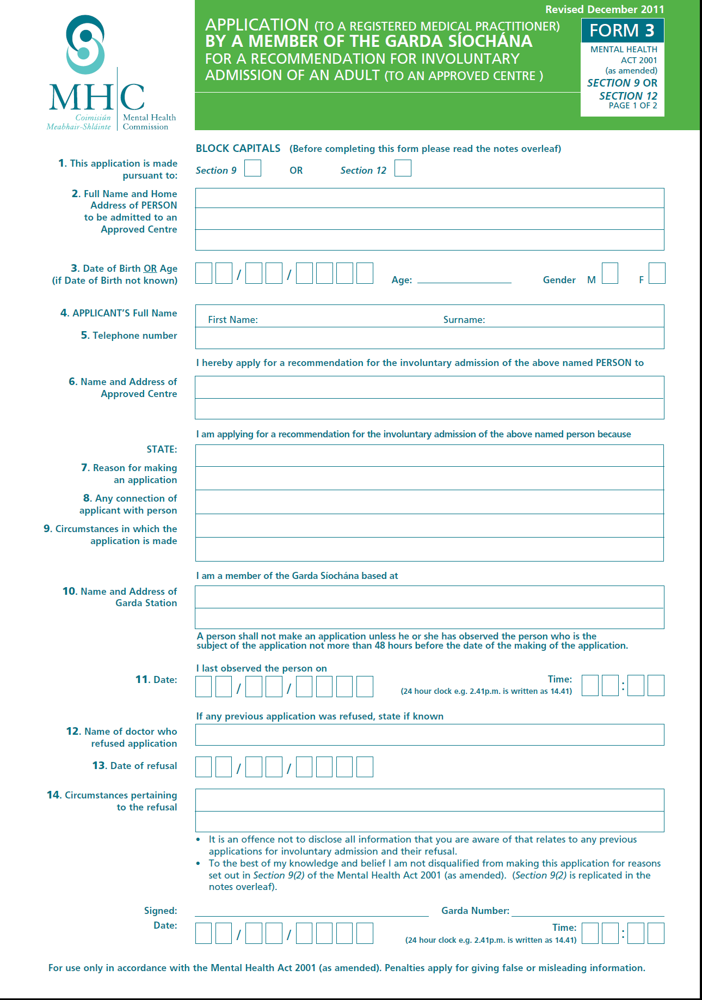 Revised December 2011
APPLICATION (TO A REGISTERED MEDICAL PRACTITIONER)
BY A MEMBER OF THE GARDA SÍOCHÁNA
FOR A RECOMMENDATION FOR INVOLUNTARY
ADMISSION OF AN ADULT (TO AN APPROVED CENTRE )
FORM 3
MENTAL HEALTH
ACT 2001
(as amended)
SECTION 9 OR
SECTION 12
PAGE 1 OF 2
MHC
Coimisiún
Meabhair-Shláinte
Mental Health
Commission
BLOCK CAPITALS (Before completing this form please read the notes overleaf)
1. This application is made
pursuant to:
Section 9 OR Section 12
2. Full Name and Home
Address of PERSON
to be admitted to an
Approved Centre
3. Date of Birth OR Age
(if Date of Birth not known)
/ / Age: Gender M F
4. APPLICANT'S Full Name
First Name: Surname:
5. Telephone number
I hereby apply for a recommendation for the involuntary admission of the above named PERSON to
6. Name and Address of
Approved Centre
I am applying for a recommendation for the involuntary admission of the above named person because
STATE:
7. Reason for making
an application
8. Any connection of
applicant with person
9. Circumstances in which the
application is made
I am a member of the Garda Síochána based at
10. Name and Address of
Garda Station
A person shall not make an application unless he or she has observed the person who is the
subject of the application not more than 48 hours before the date of the making of the application.
I last observed the person on
11. Date:
/ / Time: :
(24 hour clock e.g. 2.41p.m. is written as 14.41)
If any previous application was refused, state if known
12. Name of doctor who
refused application
13. Date of refusal
/ /
14. Circumstances pertaining
to the refusal
• It is an offence not to disclose all information that you are aware of that relates to any previous
applications for involuntary admission and their refusal.
• To the best of my knowledge and belief I am not disqualified from making this application for reasons
set out in Section 9(2) of the Mental Health Act 2001 (as amended). (Section 9(2) is replicated in the
notes overleaf).
Signed: Garda Number:
Date: / / Time: :
(24 hour clock e.g. 2.41p.m. is written as 14.41)
For use only in accordance with the Mental Health Act 2001 (as amended). Penalties apply for giving false or misleading information.